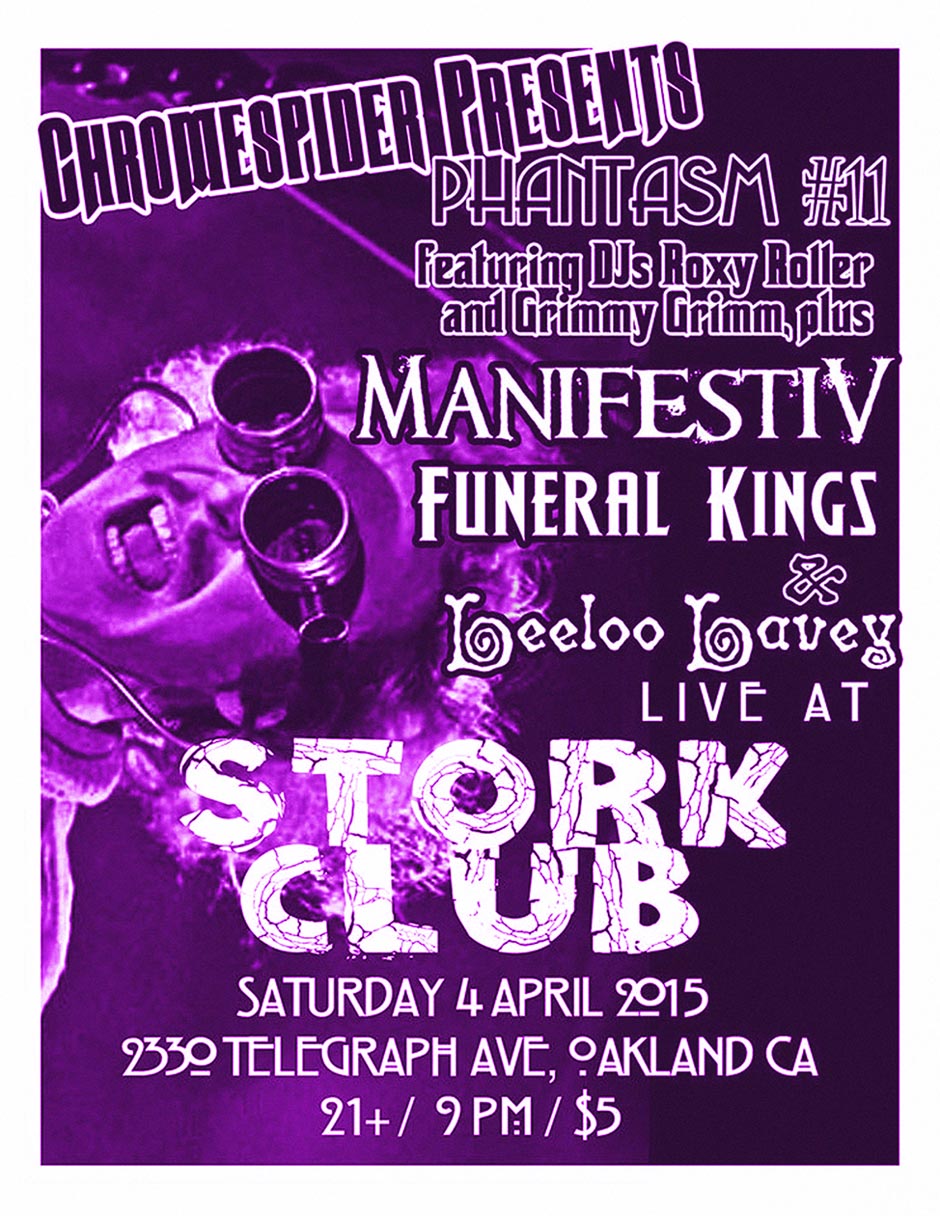 Chromespider Presents
Phantasm #11
featuring DJs Roxy Roller
and Grimmy Grimm, plus
Manifestiv
Funeral Kings
&
Leeloo Lavey
LIVE AT
STORK
CLUB
SATURDAY 4 APRIL 2015
2330 TELEGRAPH AVE, OAKLAND CA
21+ / 9 PM / $5